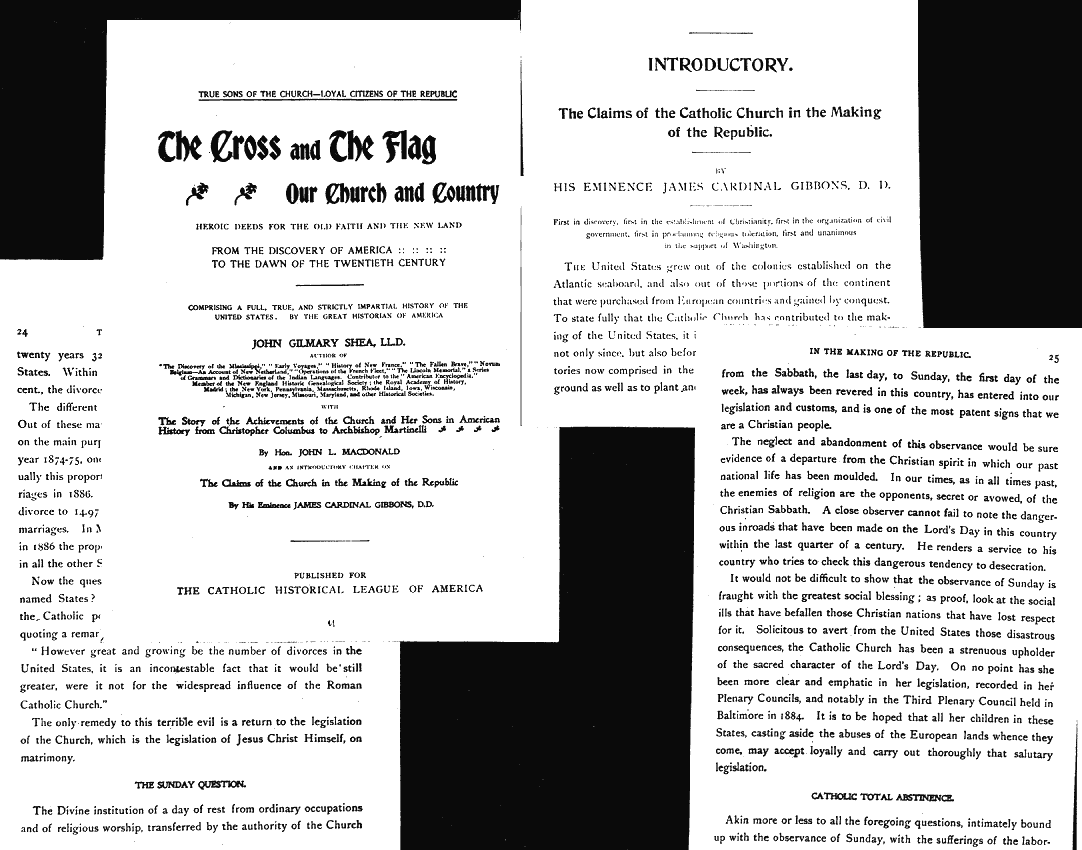 TRUE SONS OF THE CHURCH—LOYAL CITIZENS OF THE REPUBLIC
The Cross and The Flag
Our Church and Country
HEROIC DEEDS FOR THE OLD FAITH AND THE NEW LAND
FROM THE DISCOVERY OF AMERICA :: :: :: ::
TO THE DAWN OF THE TWENTIETH CENTURY
COMPRISING A FULL, TRUE, AND STRICTLY IMPARTIAL HISTORY OF THE
UNITED STATES. BY THE GREAT HISTORIAN OF AMERICA
JOHN GILMARY SHEA, LL.D.
AUTHOR OF
"The Discovery of the Mississippi," "Early Voyages," "History of New France," "The Fallen Brave," "Novum
Belgium—An Account of New Netherland," "Operations of the French Fleet," "The Lincoln Memorial," a Series
of Grammars and Dictionaries of the Indian Languages. Contributor to the "American Encyclopedia."
Member of the New England Historic Genealogical Society; the Royal Academy of History,
Madrid; the New York, Pennsylvania, Massachusetts, Rhode Island, Iowa, Wisconsin,
Michigan, New Jersey, Missouri, Maryland, and other Historical Societies.
WITH
The Story of the Achievements of the Church and Her Sons in American
History from Christopher Columbus to Archbishop Martinelli
By Hon. JOHN L. MACDONALD
AND AN INTRODUCTORY CHAPTER ON
The Claims of the Church in the Making of the Republic
By His Eminence JAMES CARDINAL GIBBONS, D.D.
PUBLISHED FOR
THE CATHOLIC HISTORICAL LEAGUE OF AMERICA
INTRODUCTORY.
The Claims of the Catholic Church in the Making
of the Republic.
BY
HIS EMINENCE JAMES CARDINAL GIBBONS, D. D.
First in discovery, first in the establishment of Christianity, first in the organization of civil
government, first in proclaiming religious toleration, first and unanimous
in the support of Washington.
THE United States grew out of the colonies established on the
Atlantic seaboard, and also out of those portions of the continent
that were purchased from European countries and gained by conquest.
To state fully that the Catholic Church has contributed to the mak-
ing of the United States, it i
not only since, but also befor
tories now comprised in the
ground as well as to plant an
24 T
twenty years 32
States. Within
cent., the divorce
The different
Out of these ma
on the main purp
year 1874-75, one
ually this propor
riages in 1886.
divorce to 14.97
marriages. In M
in 1886 the prop
in all the other S
Now the ques
named States?
the Catholic p
quoting a remar
"However great and growing be the number of divorces in the
United States, it is an incontestable fact that it would be still
greater, were it not for the widespread influence of the Roman
Catholic Church."
The only remedy to this terrible evil is a return to the legislation
of the Church, which is the legislation of Jesus Christ Himself, on
matrimony.
THE SUNDAY QUESTION.
The Divine institution of a day of rest from ordinary occupations
and of religious worship, transferred by the authority of the Church
IN THE MAKING OF THE REPUBLIC. 25
from the Sabbath, the last day, to Sunday, the first day of the
week, has always been revered in this country, has entered into our
legislation and customs, and is one of the most patent signs that we
are a Christian people.
The neglect and abandonment of this observance would be sure
evidence of a departure from the Christian spirit in which our past
national life has been moulded. In our times, as in all times past,
the enemies of religion are the opponents, secret or avowed, of the
Christian Sabbath. A close observer cannot fail to note the danger-
ous inroads that have been made on the Lord's Day in this country
within the last quarter of a century. He renders a service to his
country who tries to check this dangerous tendency to desecration.
It would not be difficult to show that the observance of Sunday is
fraught with the greatest social blessing; as proof, look at the social
ills that have befallen those Christian nations that have lost respect
for it. Solicitous to avert from the United States those disastrous
consequences, the Catholic Church has been a strenuous upholder
of the sacred character of the Lord's Day. On no point has she
been more clear and emphatic in her legislation, recorded in her
Plenary Councils, and notably in the Third Plenary Council held in
Baltimore in 1884. It is to be hoped that all her children in these
States, casting aside the abuses of the European lands whence they
come, may accept loyally and carry out thoroughly that salutary
legislation.
CATHOLIC TOTAL ABSTINENCE.
Akin more or less to all the foregoing questions, intimately bound
up with the observance of Sunday, with the sufferings of the labor-